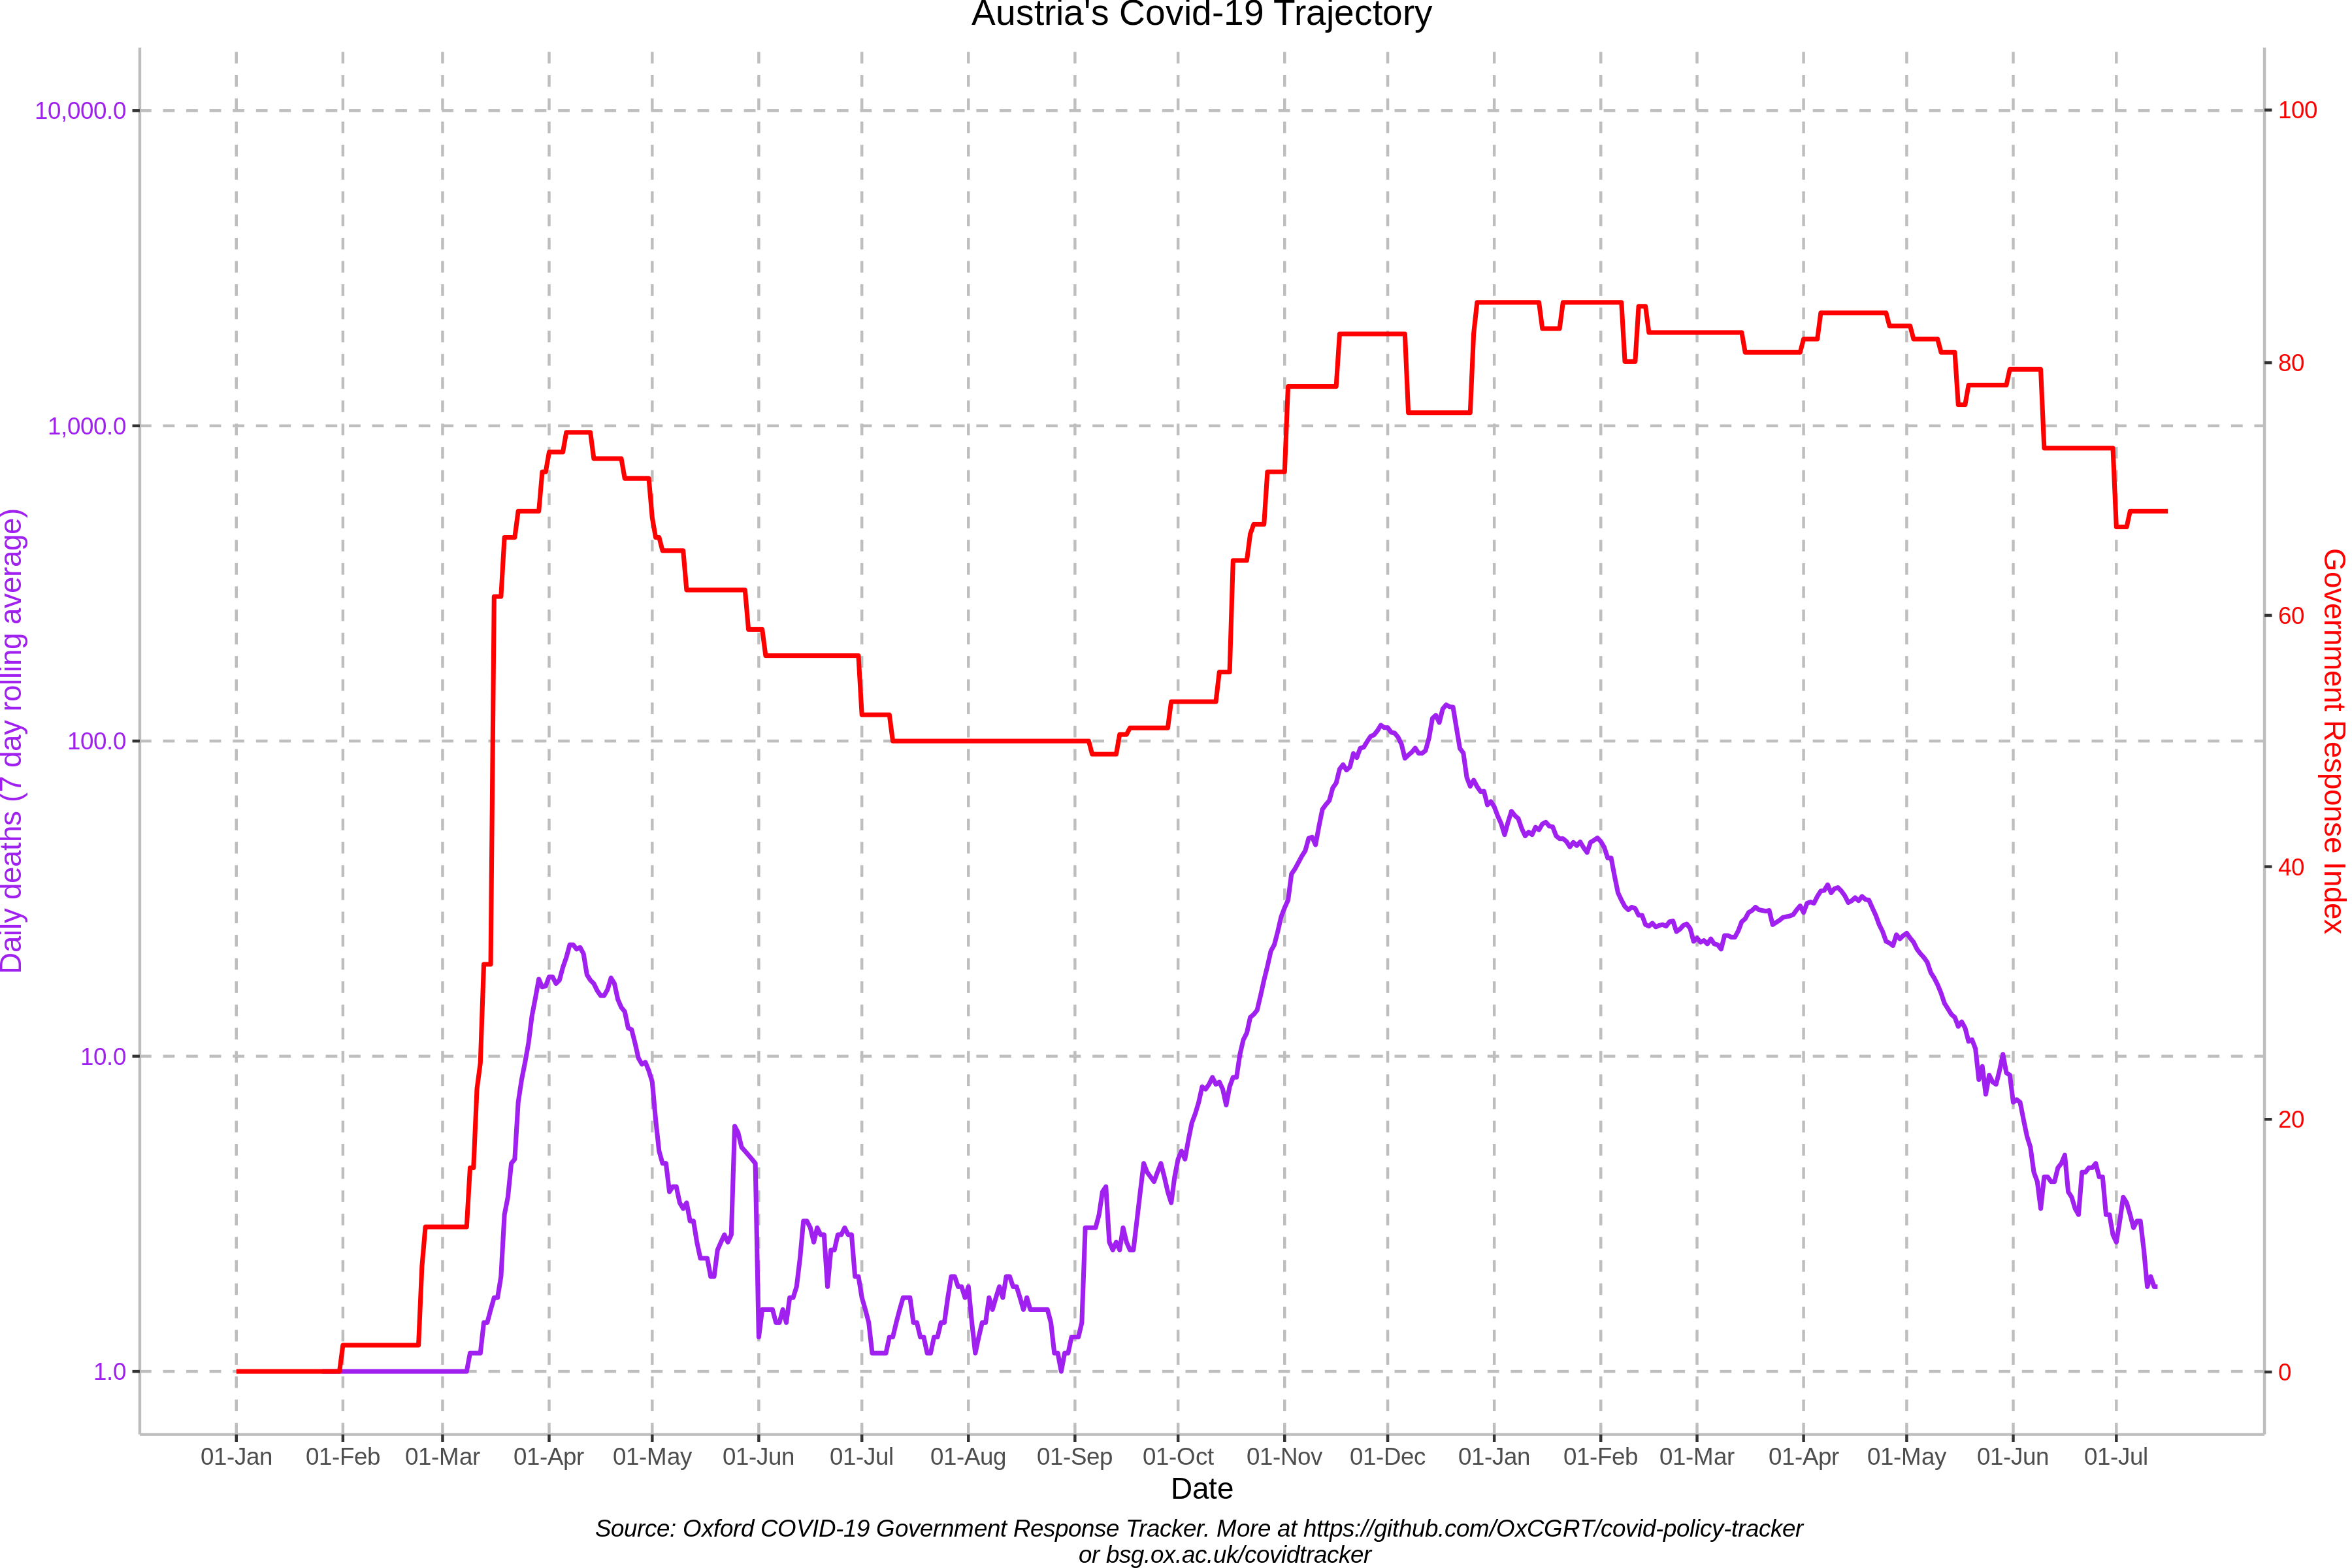 Austria's Covid-19 Trajectory
10,000.0
1,000.0
100.0
10.0
1.0
Daily deaths (7 day rolling average)
100
80
60
40
20
0
Government Response Index
01-Jan 01-Feb 01-Mar 01-Apr 01-May 01-Jun 01-Jul 01-Aug 01-Sep 01-Oct 01-Nov 01-Dec 01-Jan 01-Feb 01-Mar 01-Apr 01-May 01-Jun 01-Jul
Date
Source: Oxford COVID-19 Government Response Tracker. More at https://github.com/OxCGRT/covid-policy-tracker
or bsg.ox.ac.uk/covidtracker